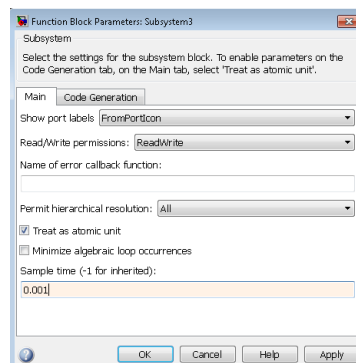 Function Block Parameters: Subsystem3
Subsystem
Select the settings for the subsystem block. To enable parameters on the
Code Generation tab, on the Main tab, select 'Treat as atomic unit'.
Main Code Generation
Show port labels FromPortIcon
Read/Write permissions: ReadWrite
Name of error callback function:
Permit hierarchical resolution: All
Treat as atomic unit
Minimize algebraic loop occurrences
Sample time (-1 for inherited):
0.001
OK Cancel Help Apply